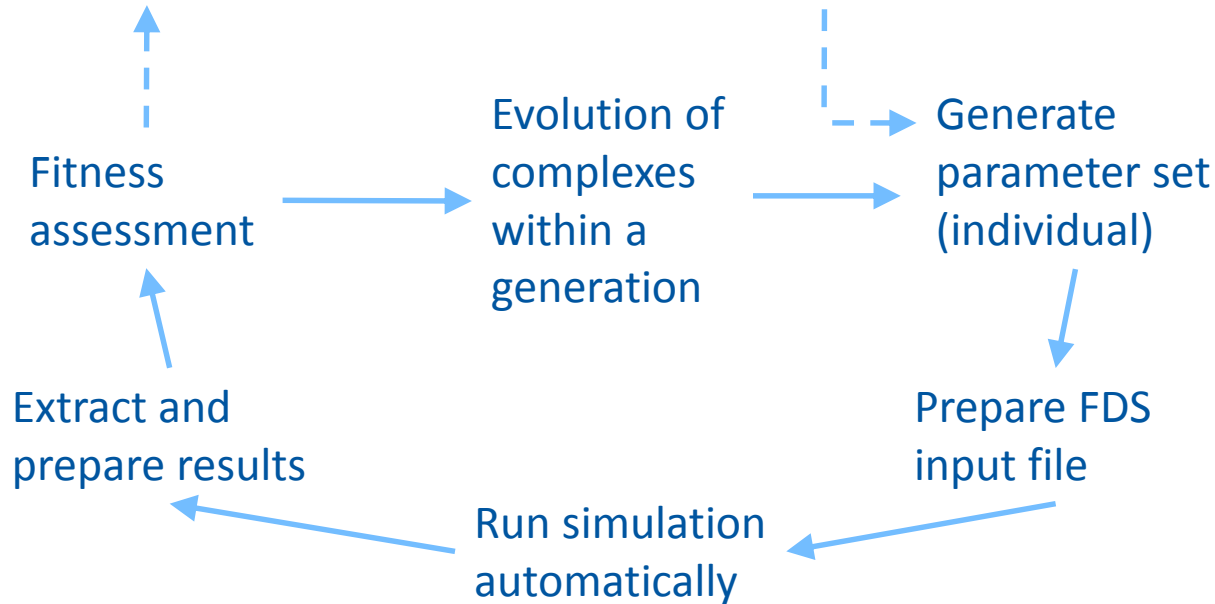 Fitness
assessment
Evolution of
complexes
within a
generation
Generate
parameter set
(individual)
Prepare FDS
input file
Run simulation
automatically
Extract and
prepare results